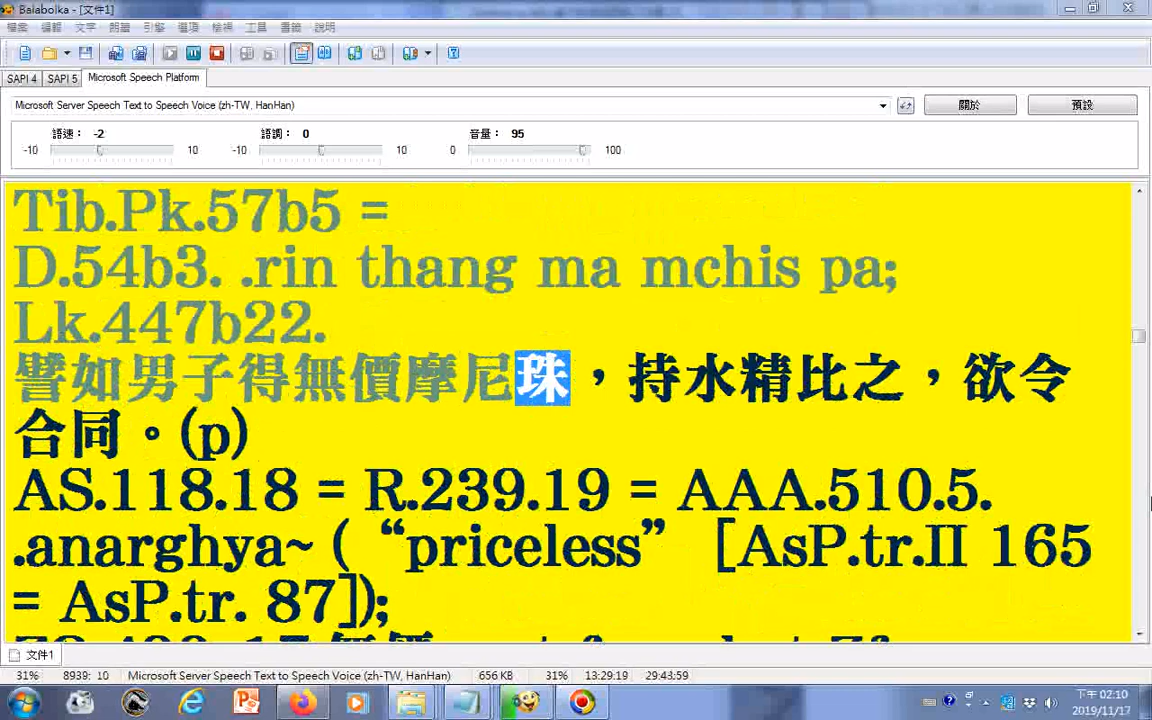 Balabolka - [文件1]
檔案 編輯 文字 朗讀 引擎 選項 檢視 工具 書籤 說明
SAPI 4 SAPI 5 Microsoft Speech Platform
Microsoft Server Speech Text to Speech Voice (zh-TW, HanHan) 關於 預設
語速： -2 語調： 0 音量： 95
-10 10 -10 10 0 100
Tib.Pk.57b5 =
D.54b3. .rin thang ma mchis pa;
Lk.447b22.
譬如男子得無價摩尼珠，持水精比之，欲令
合同。(p)
AS.118.18 = R.239.19 = AAA.510.5.
.anarghya~ ( “priceless” [AsP.tr.II 165
= AsP.tr. 87]);
文件1
31% 8939: 10 Microsoft Server Speech Text to Speech Voice (zh-TW, HanHan) 656 KB 31% 13:29:19 29:43:59
下午 02:10
2019/11/17